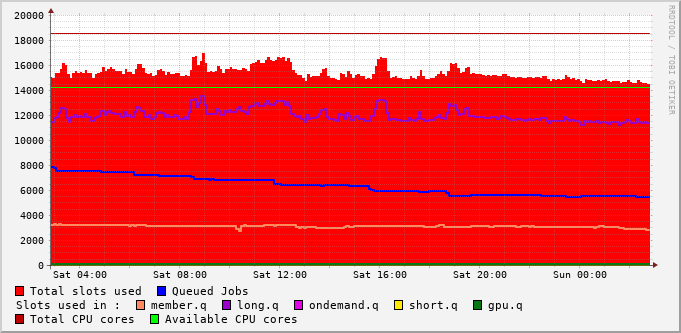 20000
18000
16000
14000
12000
10000
8000
6000
4000
2000
0
Sat 04:00 Sat 08:00 Sat 12:00 Sat 16:00 Sat 20:00 Sun 00:00
Total slots used Queued Jobs
Slots used in : member.q long.q ondemand.q short.q gpu.q
Total CPU cores Available CPU cores
RRDTOOL / TOBI OETIKER